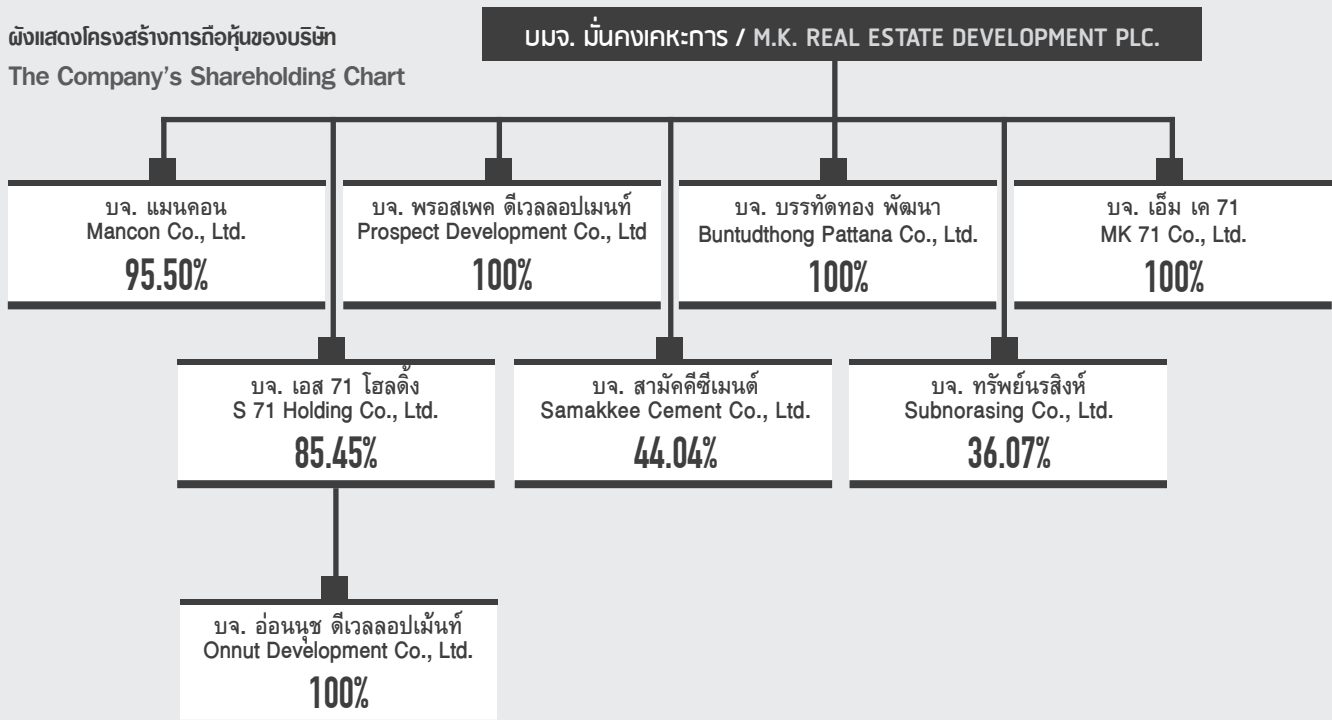 ผังแสดงโครงสร้างการถือหุ้นของบริษัท
The Company's Shareholding Chart
บมจ. มั่นคงเคหะการ / M.K. REAL ESTATE DEVELOPMENT PLC.
บจ. แมนคอน
Mancon Co., Ltd.
95.50%
บจ. พรอสเพค ดีเวลลอปเมนท์
Prospect Development Co., Ltd
100%
บจ. บรรทัดทอง พัฒนา
Buntudthong Pattana Co., Ltd.
100%
บจ. เอ็ม เค 71
MK 71 Co., Ltd.
100%
บจ. เอส 71 โฮลดิ้ง
S 71 Holding Co., Ltd.
85.45%
บจ. สามัคคีซีเมนต์
Samakkee Cement Co., Ltd.
44.04%
บจ. ทรัพย์นรสิงห์
Subnorasing Co., Ltd.
36.07%
บจ. อ่อนนุช ดีเวลลอปเม้นท์
Onnut Development Co., Ltd.
100%